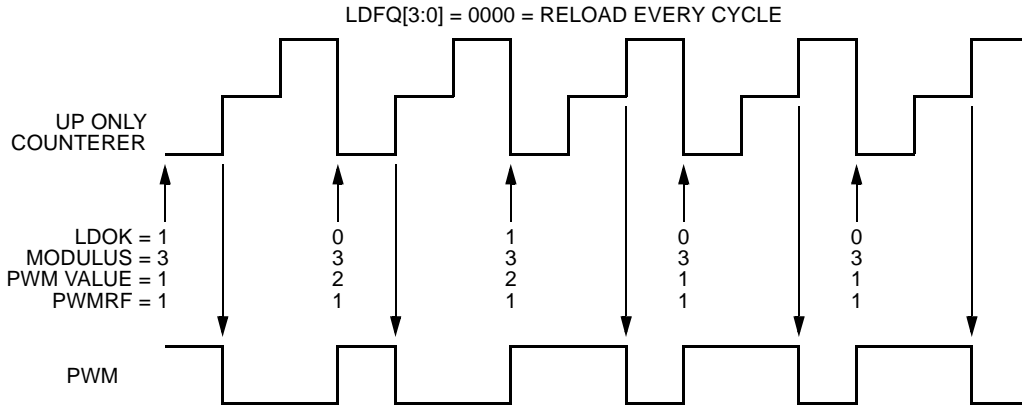 LDFQ[3:0] = 0000 = RELOAD EVERY CYCLE
UP ONLY
COUNTERER
LDOK = 1 0 1 0 0
MODULUS = 3 3 3 3 3
PWM VALUE = 1 2 2 1 1
PWMRF = 1 1 1 1 1
PWM